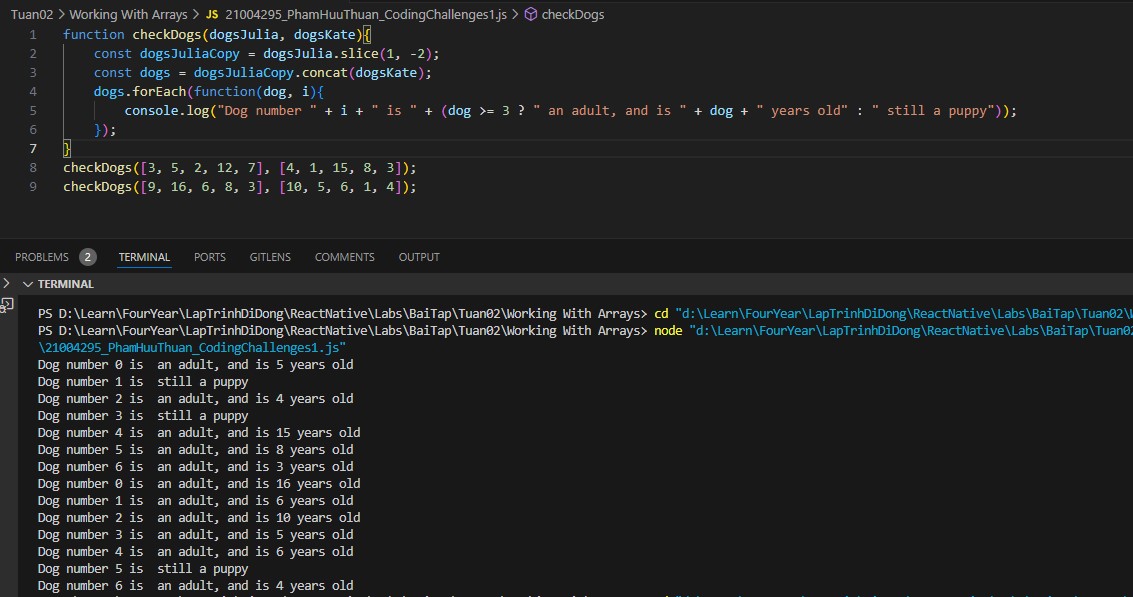 Tuan02 > Working With Arrays > JS 21004295_PhamHuuThuan_CodingChallenges1.js > checkDogs
1 function checkDogs(dogsJulia, dogsKate){
2 const dogsJuliaCopy = dogsJulia.slice(1, -2);
3 const dogs = dogsJuliaCopy.concat(dogsKate);
4 dogs.forEach(function(dog, i){
5 console.log("Dog number " + i + " is " + (dog >= 3 ? " an adult, and is " + dog + " years old" : " still a puppy"));
6 });
7 }
8 checkDogs([3, 5, 2, 12, 7], [4, 1, 15, 8, 3]);
9 checkDogs([9, 16, 6, 8, 3], [10, 5, 6, 1, 4]);
PROBLEMS 2 TERMINAL PORTS GITLENS COMMENTS OUTPUT
TERMINAL
PS D:\Learn\FourYear\LapTrinhDiDong\ReactNative\Labs\BaiTap\Tuan02\Working With Arrays> cd "d:\Learn\FourYear\LapTrinhDiDong\ReactNative\Labs\BaiTap\Tuan02\
PS D:\Learn\FourYear\LapTrinhDiDong\ReactNative\Labs\BaiTap\Tuan02\Working With Arrays> node "d:\Learn\FourYear\LapTrinhDiDong\ReactNative\Labs\BaiTap\Tuan02
\21004295_PhamHuuThuan_CodingChallenges1.js"
Dog number 0 is  an adult, and is 5 years old
Dog number 1 is  still a puppy
Dog number 2 is  an adult, and is 4 years old
Dog number 3 is  still a puppy
Dog number 4 is  an adult, and is 15 years old
Dog number 5 is  an adult, and is 8 years old
Dog number 6 is  an adult, and is 3 years old
Dog number 0 is  an adult, and is 16 years old
Dog number 1 is  an adult, and is 6 years old
Dog number 2 is  an adult, and is 10 years old
Dog number 3 is  an adult, and is 5 years old
Dog number 4 is  an adult, and is 6 years old
Dog number 5 is  still a puppy
Dog number 6 is  an adult, and is 4 years old